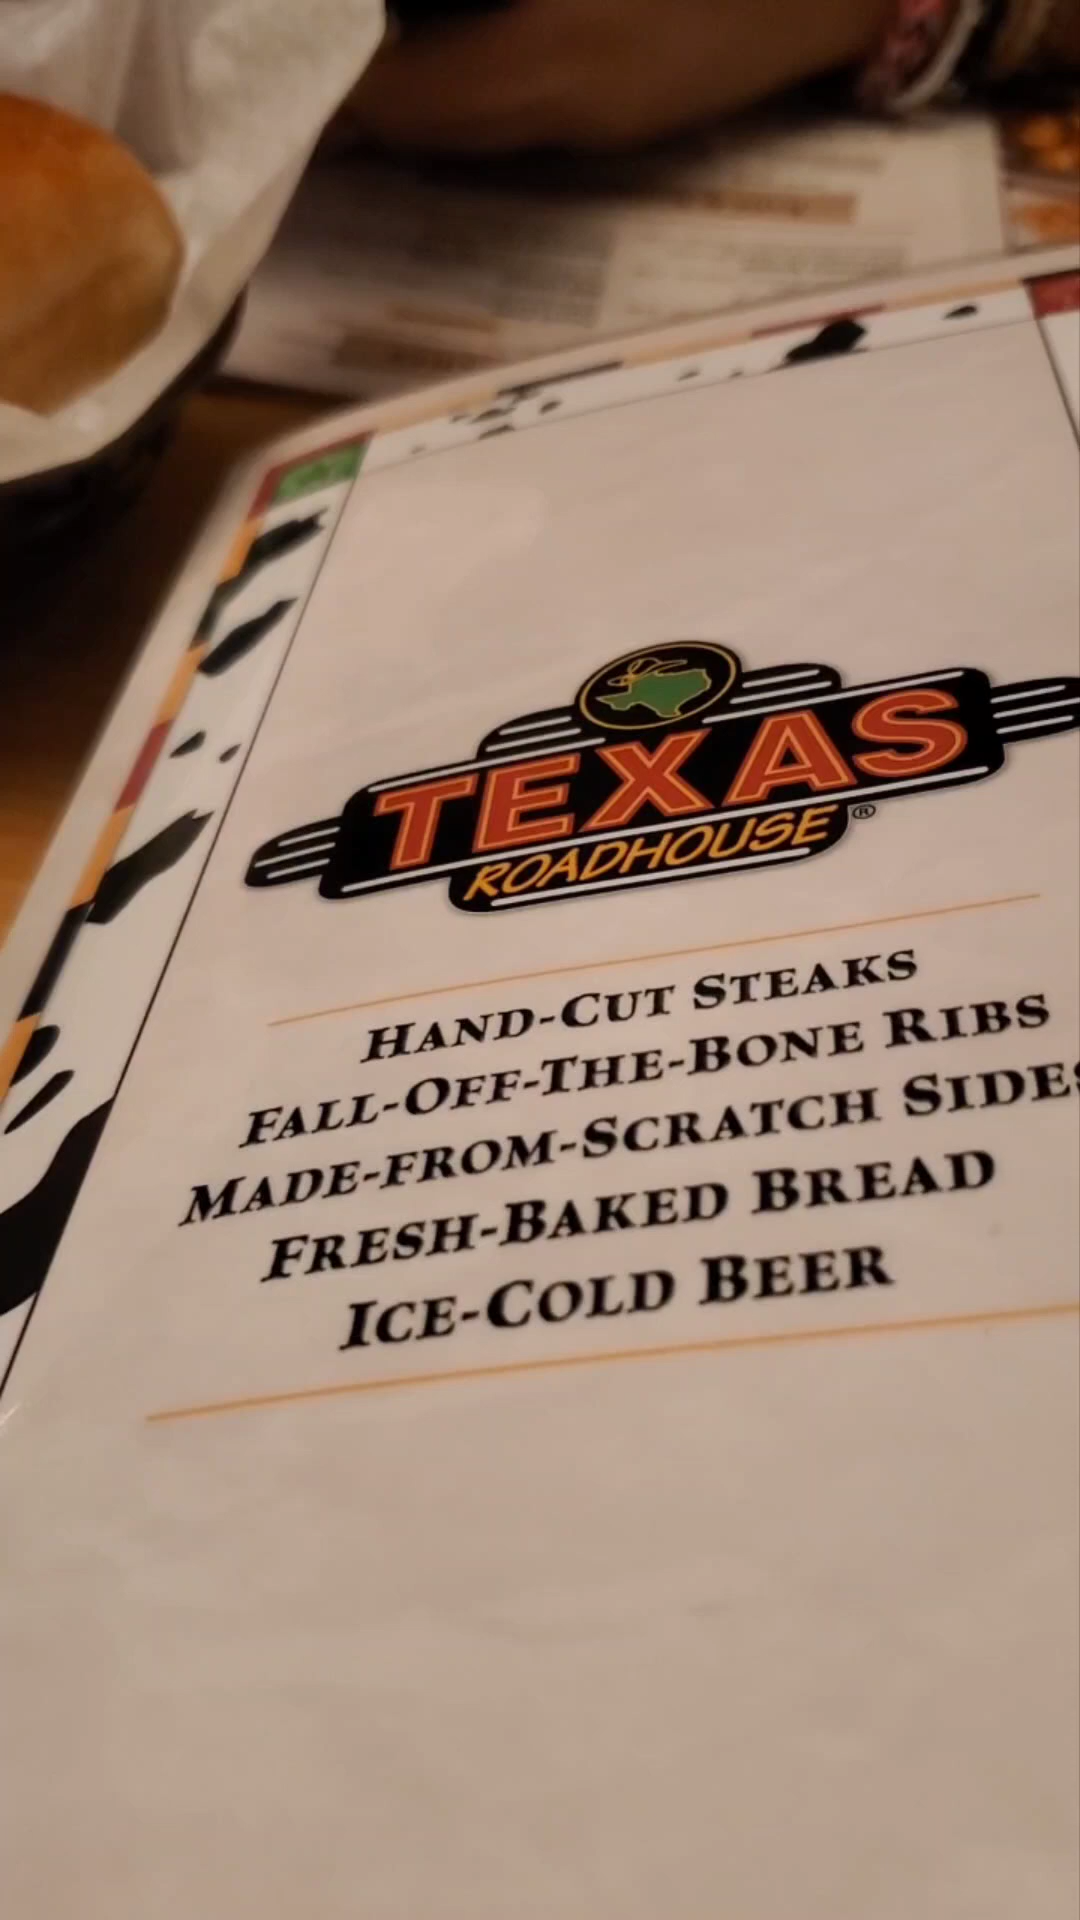 TEXAS
ROADHOUSE®
HAND-CUT STEAKS
FALL-OFF-THE-BONE RIBS
MADE-FROM-SCRATCH SIDES
FRESH-BAKED BREAD
ICE-COLD BEER